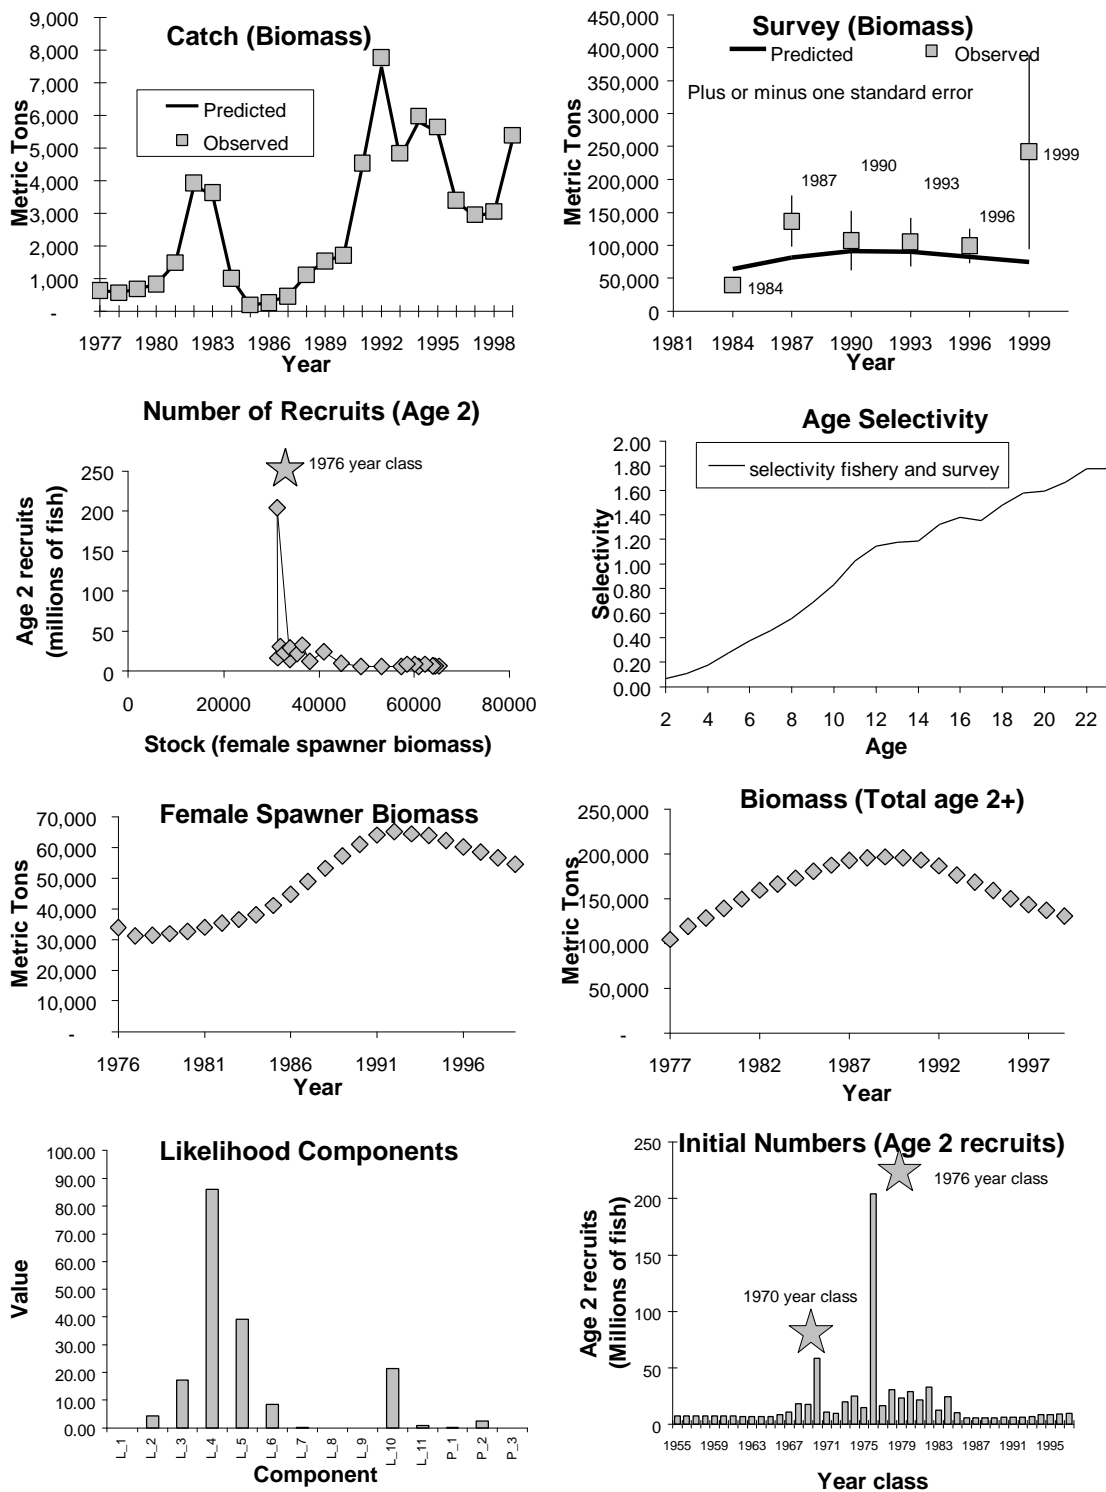 Catch (Biomass)
9,000
8,000
7,000
6,000
5,000
4,000
3,000
2,000
1,000
-
Metric Tons
Predicted
Observed
1977 1980 1983 1986 1989 1992 1995 1998
Year
Survey (Biomass)
450,000
400,000
350,000
300,000
250,000
200,000
150,000
100,000
50,000
0
Metric Tons
Predicted Observed
Plus or minus one standard error
1984
1987
1990
1993
1996
1999
1981 1984 1987 1990 1993 1996 1999
Year
Number of Recruits (Age 2)
1976 year class
250
200
150
100
50
0
Age 2 recruits
(millions of fish)
0 20000 40000 60000 80000
Stock (female spawner biomass)
Age Selectivity
2.00
1.80
1.60
1.40
1.20
1.00
0.80
0.60
0.40
0.20
0.00
Selectivity
selectivity fishery and survey
2 4 6 8 10 12 14 16 18 20 22
Age
Female Spawner Biomass
70,000
60,000
50,000
40,000
30,000
20,000
10,000
-
Metric Tons
1976 1981 1986 1991 1996
Year
Biomass (Total age 2+)
250,000
200,000
150,000
100,000
50,000
-
Metric Tons
1977 1982 1987 1992 1997
Year
Likelihood Components
100.00
90.00
80.00
70.00
60.00
50.00
40.00
30.00
20.00
10.00
0.00
Value
L_1 L_2 L_3 L_4 L_5 L_6 L_7 L_8 L_9 L_10 L_11 P_1 P_2 P_3
Component
Initial Numbers (Age 2 recruits)
1976 year class
1970 year class
250
200
150
100
50
0
Age 2 recruits
(Millions of fish)
1955 1959 1963 1967 1971 1975 1979 1983 1987 1991 1995
Year class